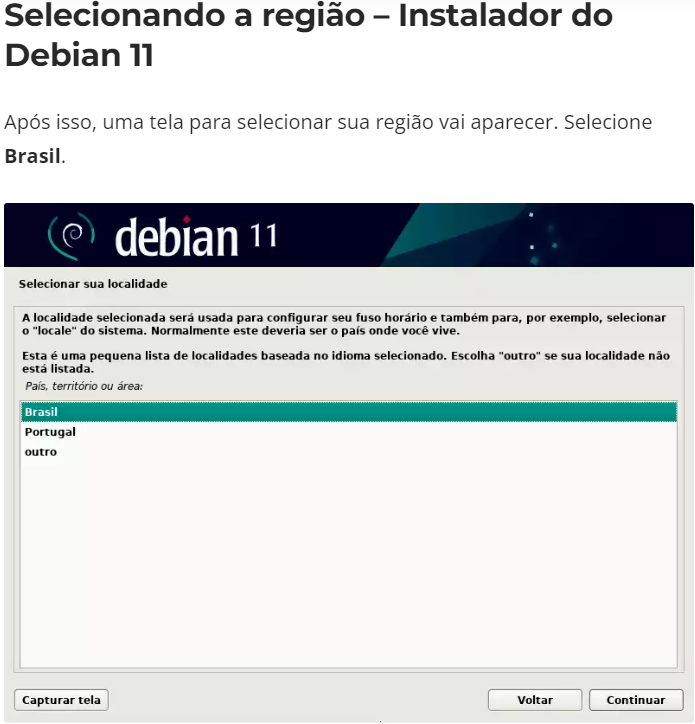 Selecionando a região – Instalador do
Debian 11
Após isso, uma tela para selecionar sua região vai aparecer. Selecione
Brasil.
debian 11
Selecionar sua localidade
A localidade selecionada será usada para configurar seu fuso horário e também para, por exemplo, selecionar
o "locale" do sistema. Normalmente este deveria ser o país onde você vive.
Esta é uma pequena lista de localidades baseada no idioma selecionado. Escolha "outro" se sua localidade não
está listada.
País, território ou área:
Brasil
Portugal
outro
Capturar tela
Voltar
Continuar